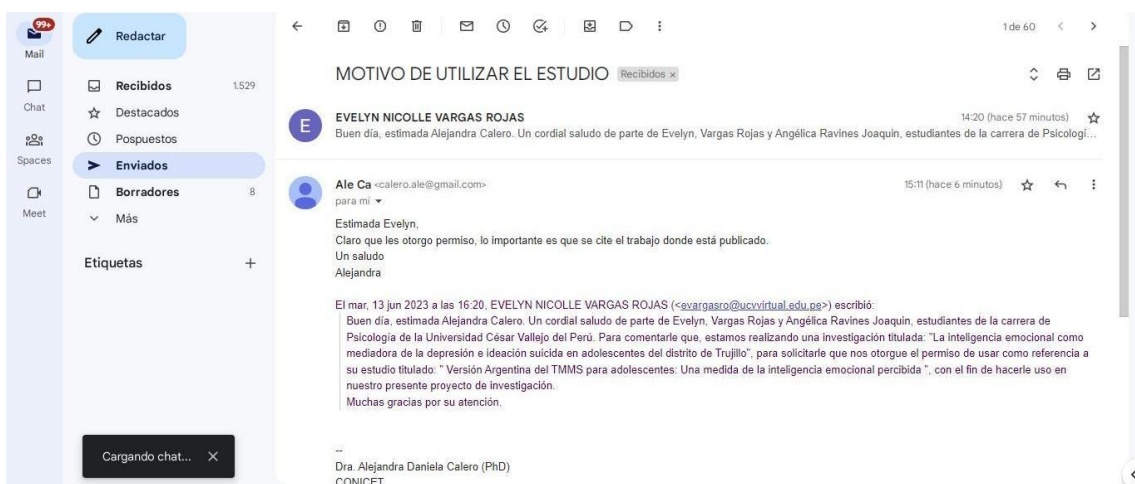 99+
Mail
Chat
Spaces
Meet
Redactar
Recibidos 1.529
Destacados
Pospuestos
Enviados
Borradores 8
Más
Etiquetas +
Cargando chat... ×
1 de 60
MOTIVO DE UTILIZAR EL ESTUDIO Recibidos ×
E
EVELYN NICOLLE VARGAS ROJAS 14:20 (hace 57 minutos)
Buen día, estimada Alejandra Calero. Un cordial saludo de parte de Evelyn, Vargas Rojas y Angélica Ravines Joaquin, estudiantes de la carrera de Psicologí...
Ale Ca <calero.ale@gmail.com> 15:11 (hace 6 minutos)
para mí
Estimada Evelyn,
Claro que les otorgo permiso, lo importante es que se cite el trabajo donde está publicado.
Un saludo
Alejandra
El mar, 13 jun 2023 a las 16:20, EVELYN NICOLLE VARGAS ROJAS (<evargasro@ucvvirtual.edu.pe>) escribió:
Buen día, estimada Alejandra Calero. Un cordial saludo de parte de Evelyn, Vargas Rojas y Angélica Ravines Joaquin, estudiantes de la carrera de
Psicología de la Universidad César Vallejo del Perú. Para comentarle que, estamos realizando una investigación titulada: "La inteligencia emocional como
mediadora de la depresión e ideación suicida en adolescentes del distrito de Trujillo", para solicitarle que nos otorgue el permiso de usar como referencia a
su estudio titulado: " Versión Argentina del TMMS para adolescentes: Una medida de la inteligencia emocional percibida ", con el fin de hacerle uso en
nuestro presente proyecto de investigación.
Muchas gracias por su atención.
--
Dra. Alejandra Daniela Calero (PhD)
CONICET